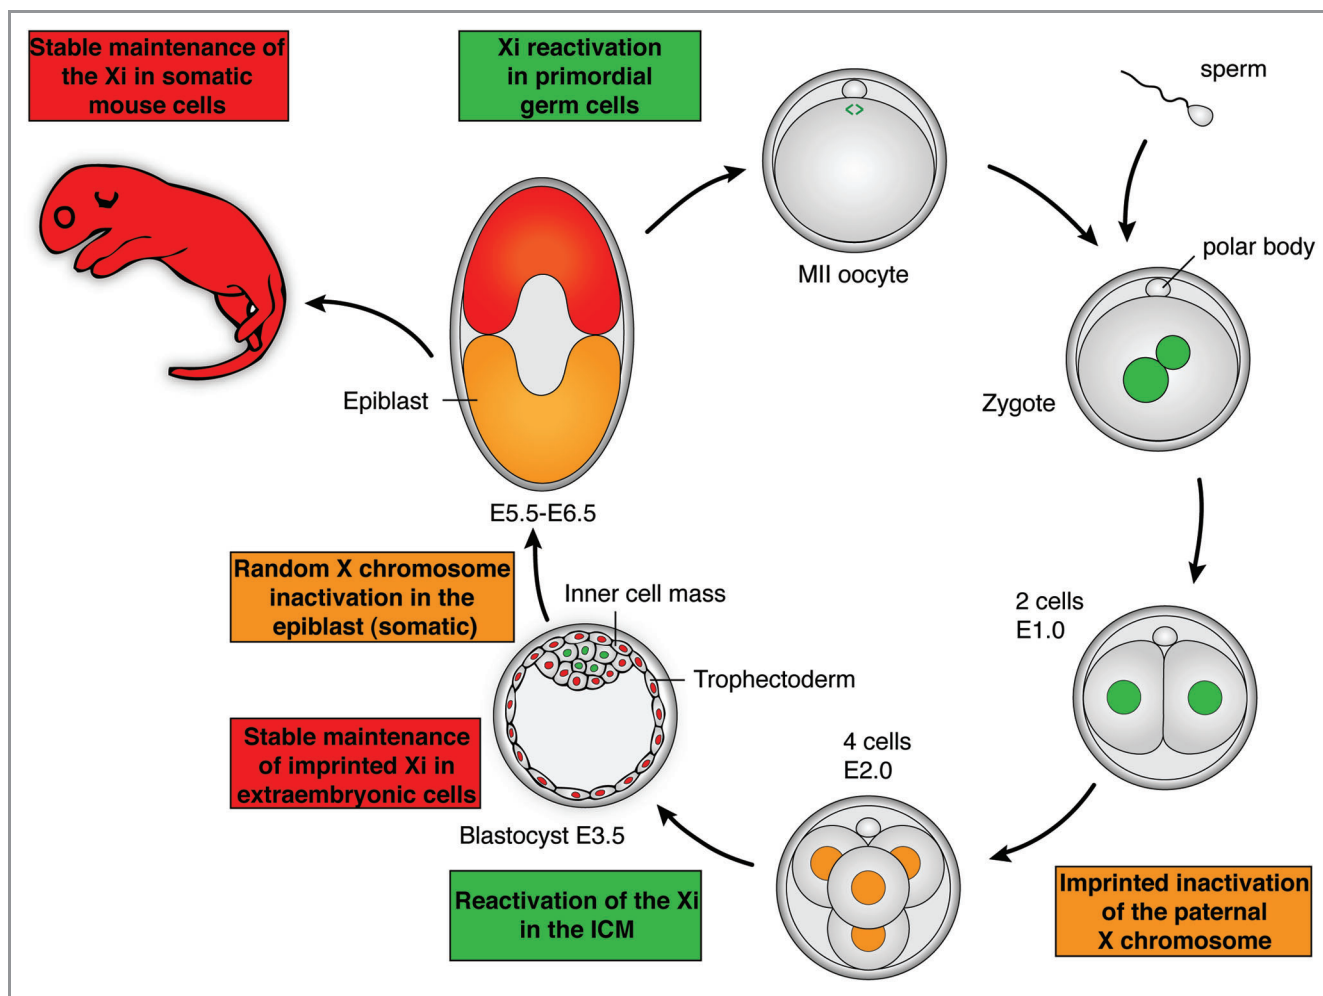 Stable maintenance of
the Xi in somatic
mouse cells
Xi reactivation
in primordial
germ cells
sperm
MII oocyte
polar body
Zygote
Epiblast
E5.5-E6.5
Random X chromosome
inactivation in the
epiblast (somatic)
Inner cell mass
Trophectoderm
2 cells
E1.0
Stable maintenance
of imprinted Xi in
extraembryonic cells
4 cells
E2.0
Blastocyst E3.5
Reactivation of the Xi
in the ICM
Imprinted inactivation
of the paternal
X chromosome